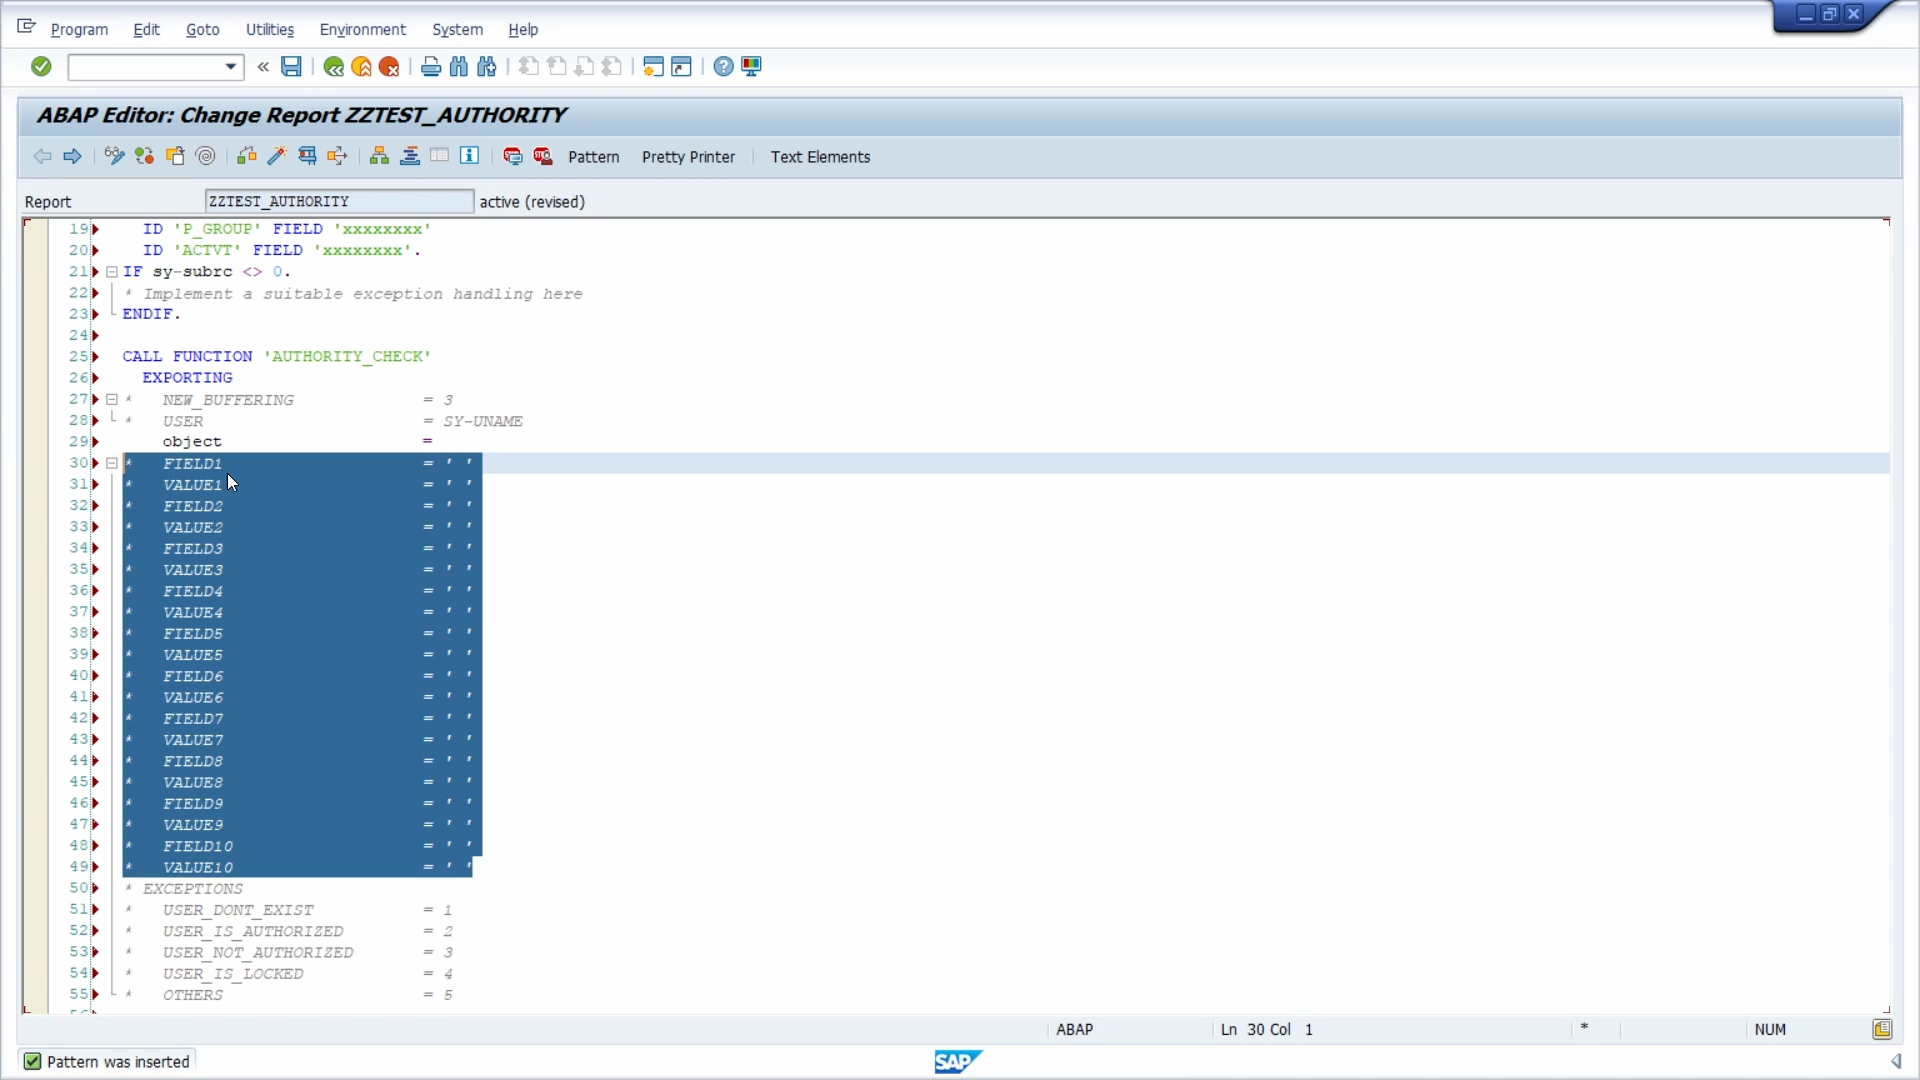 Program Edit Goto Utilities Environment System Help
ABAP Editor: Change Report ZZTEST_AUTHORITY
Pattern Pretty Printer Text Elements
Report ZZTEST_AUTHORITY active (revised)
19 ID 'P_GROUP' FIELD 'xxxxxxxx'
20 ID 'ACTVT' FIELD 'xxxxxxxx'.
21 IF sy-subrc <> 0.
22 * Implement a suitable exception handling here
23 ENDIF.
24
25 CALL FUNCTION 'AUTHORITY_CHECK'
26 EXPORTING
27 * NEW_BUFFERING = 3
28 * USER = SY-UNAME
29 object =
30 * FIELD1 = ' '
31 * VALUE1 = ' '
32 * FIELD2 = ' '
33 * VALUE2 = ' '
34 * FIELD3 = ' '
35 * VALUE3 = ' '
36 * FIELD4 = ' '
37 * VALUE4 = ' '
38 * FIELD5 = ' '
39 * VALUE5 = ' '
40 * FIELD6 = ' '
41 * VALUE6 = ' '
42 * FIELD7 = ' '
43 * VALUE7 = ' '
44 * FIELD8 = ' '
45 * VALUE8 = ' '
46 * FIELD9 = ' '
47 * VALUE9 = ' '
48 * FIELD10 = ' '
49 * VALUE10 = ' '
50 * EXCEPTIONS
51 * USER_DONT_EXIST = 1
52 * USER_IS_AUTHORIZED = 2
53 * USER_NOT_AUTHORIZED = 3
54 * USER_IS_LOCKED = 4
55 * OTHERS = 5
ABAP Ln 30 Col 1 * NUM
Pattern was inserted SAP